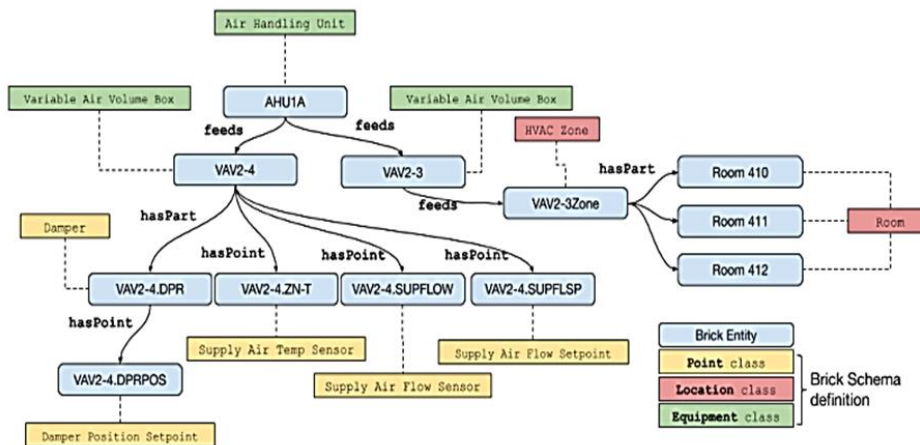 Air Handling Unit
Variable Air Volume Box
AHU1A
Variable Air Volume Box
feeds
feeds
HVAC Zone
VAV2-4
VAV2-3
hasPart
Room 410
feeds
VAV2-3Zone
Room 411
Room
Damper
hasPart
hasPoint
hasPoint
hasPoint
Room 412
VAV2-4.DPR
VAV2-4.ZN-T
VAV2-4.SUPFLOW
VAV2-4.SUPFLSP
hasPoint
Supply Air Temp Sensor
Supply Air Flow Setpoint
VAV2-4.DPRPOS
Supply Air Flow Sensor
Damper Position Setpoint
Brick Entity
Point class
Location class
Equipment class
Brick Schema
definition